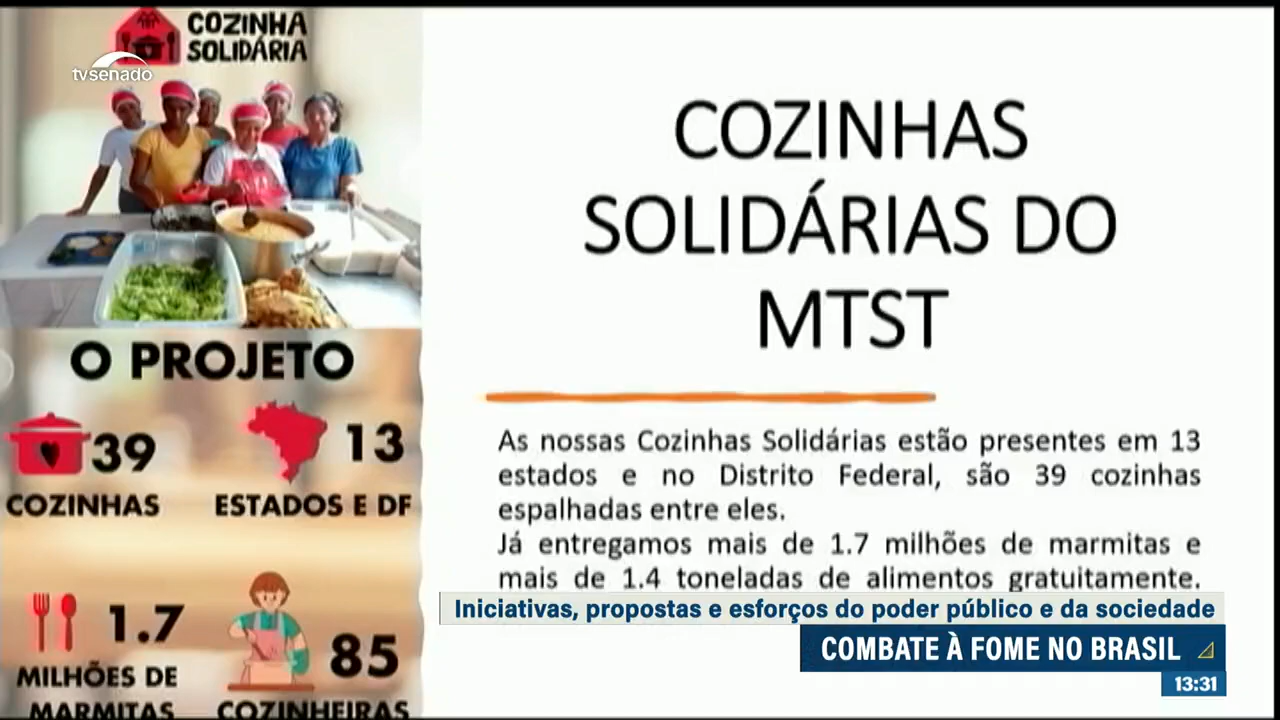 COZINHA
SOLIDÁRIA
tvsenado
O PROJETO
39
COZINHAS
13
ESTADOS E DF
1.7
MILHÕES DE
MARMITAS
85
COZINHEIRAS
COZINHAS
SOLIDÁRIAS DO
MTST
As nossas Cozinhas Solidárias estão presentes em 13
estados e no Distrito Federal, são 39 cozinhas
espalhadas entre eles.
Já entregamos mais de 1.7 milhões de marmitas e
mais de 1.4 toneladas de alimentos gratuitamente.
Iniciativas, propostas e esforços do poder público e da sociedade
COMBATE À FOME NO BRASIL
13:31